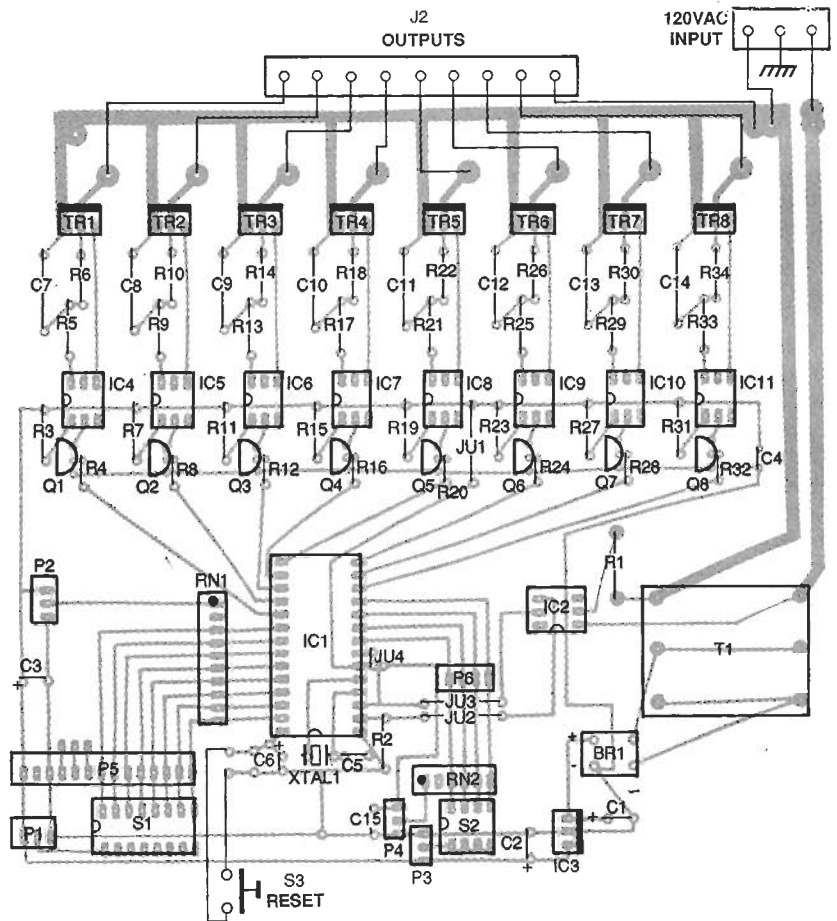 J2
OUTPUTS
120VAC
INPUT
TR1 TR2 TR3 TR4 TR5 TR6 TR7 TR8
C7 R6 C8 R10 C9 R14 C10 R18 C11 R22 C12 R26 C13 R30 C14 R34
R5 R9 R13 R17 R21 R25 R29 R33
IC4 IC5 IC6 IC7 IC8 IC9 IC10 IC11
R3 R7 R11 R15 R19 JU1 R23 R27 R31 C4
R4 R8 R12 R16 R20 R24 R28 R32
Q1 Q2 Q3 Q4 Q5 Q6 Q7 Q8
P2 RN1 R1
IC1 IC2
T1
C3 + JU4 P6
JU3
JU2
+ C6 XTAL1 C5 R2 + BR1 -
P5 RN2
S1 C15 P4 S2 C2 + C1
P1 P3 + IC3
S3
RESET